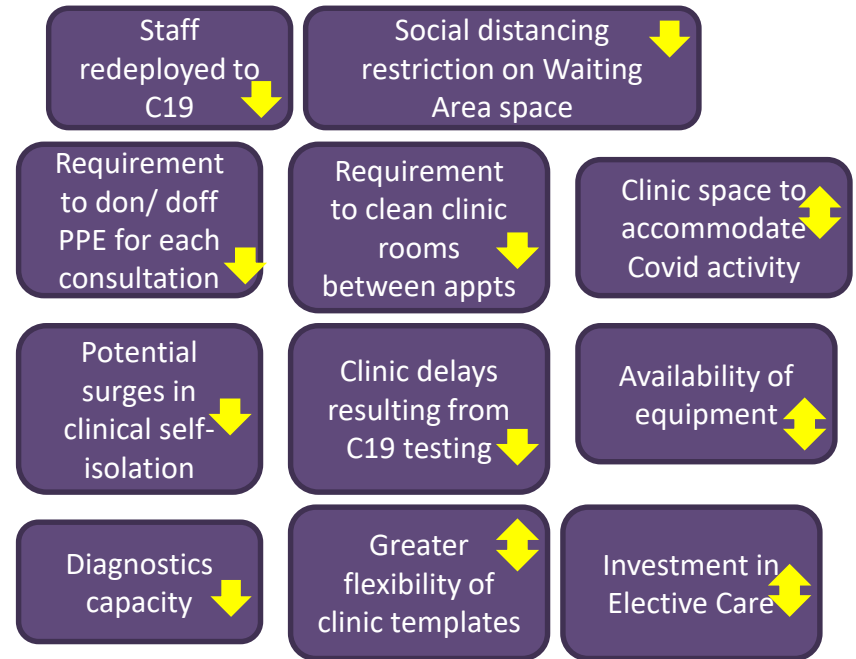 Staff
redeployed to
C19
Social distancing
restriction on Waiting
Area space
Requirement
to don/ doff
PPE for each
consultation
Requirement
to clean clinic
rooms
between appts
Clinic space to
accommodate
Covid activity
Potential
surges in
clinical self-
isolation
Clinic delays
resulting from
C19 testing
Availability of
equipment
Diagnostics
capacity
Greater
flexibility of
clinic templates
Investment in
Elective Care